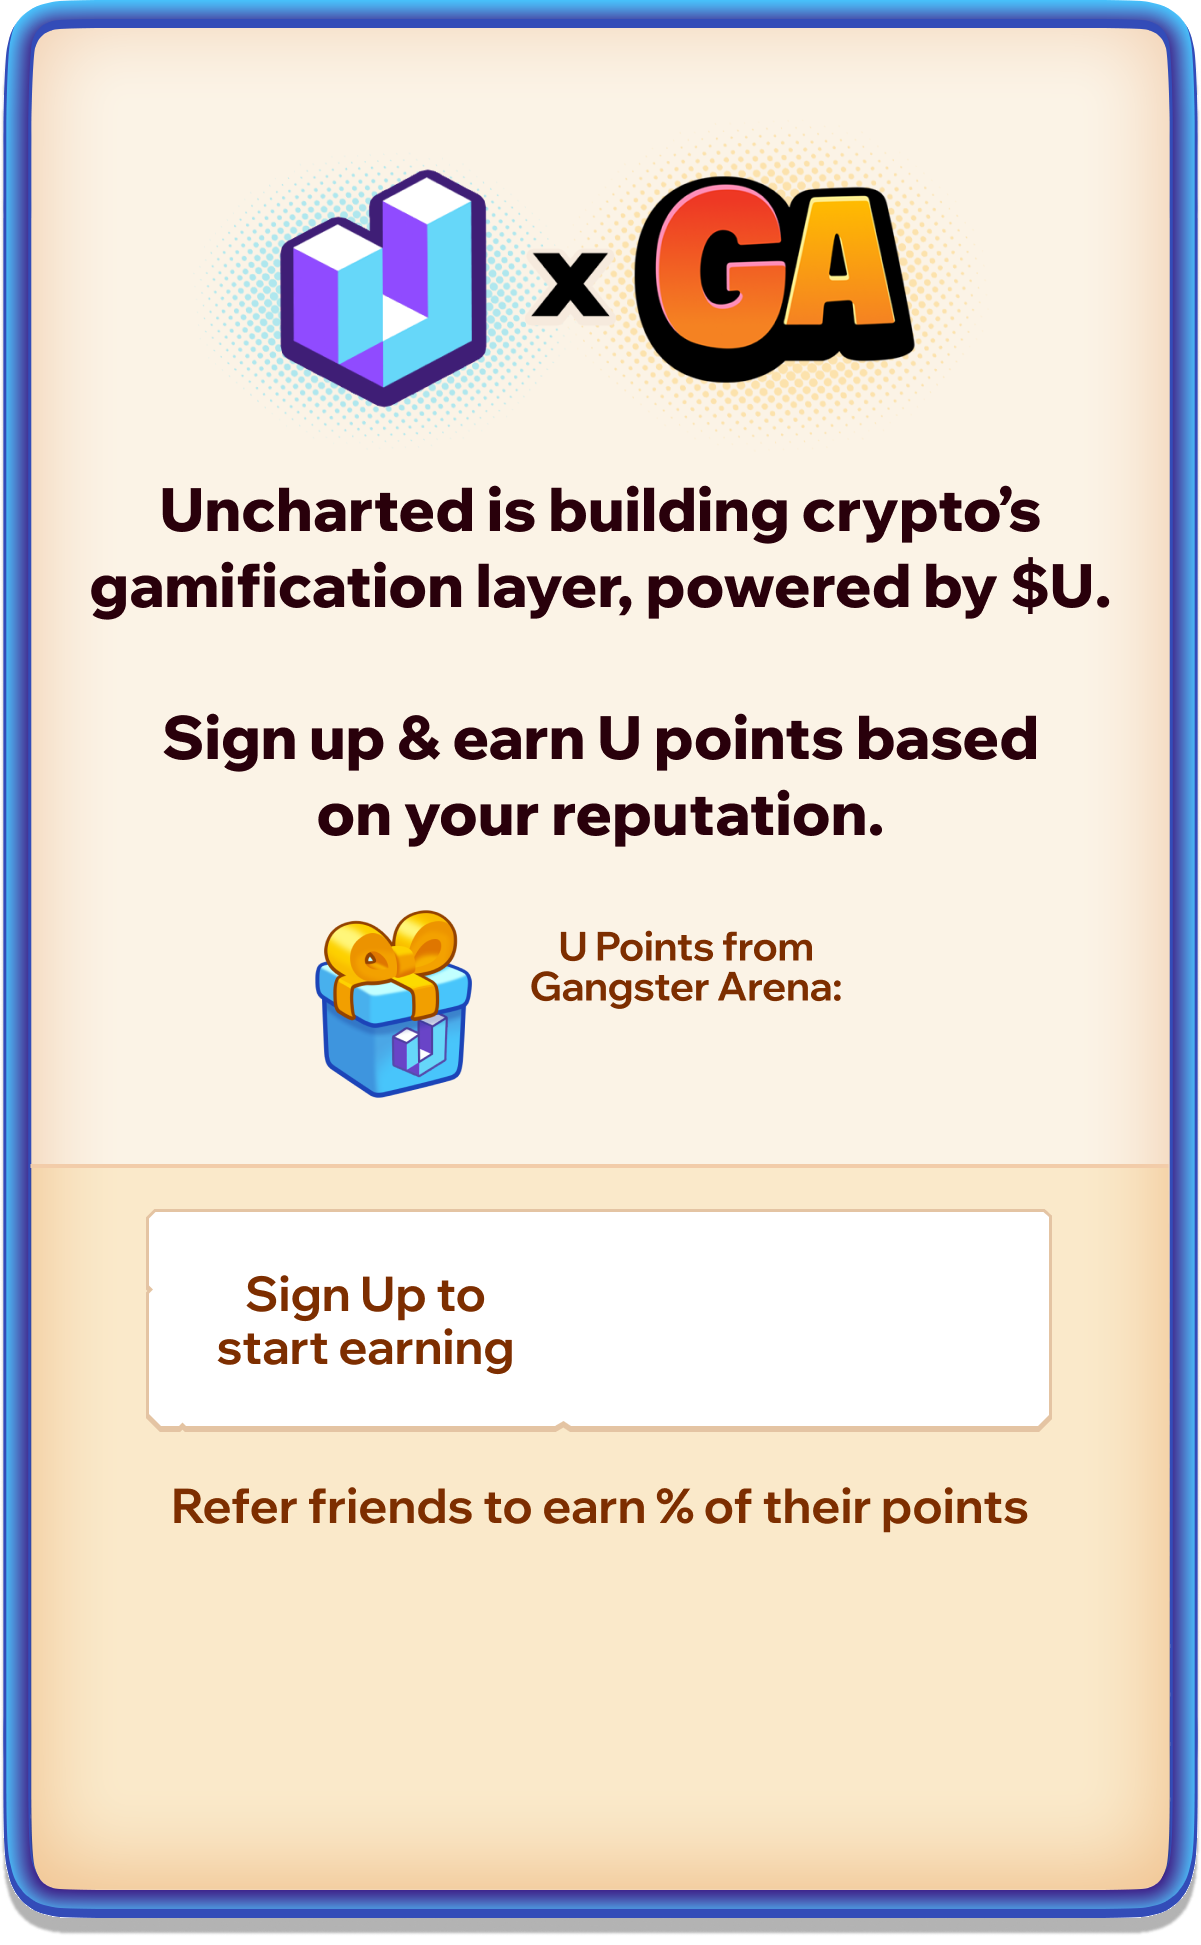 U x GA
Uncharted is building crypto’s
gamification layer, powered by $U.
Sign up & earn U points based
on your reputation.
U Points from
Gangster Arena:
U
Sign Up to
start earning
Refer friends to earn % of their points